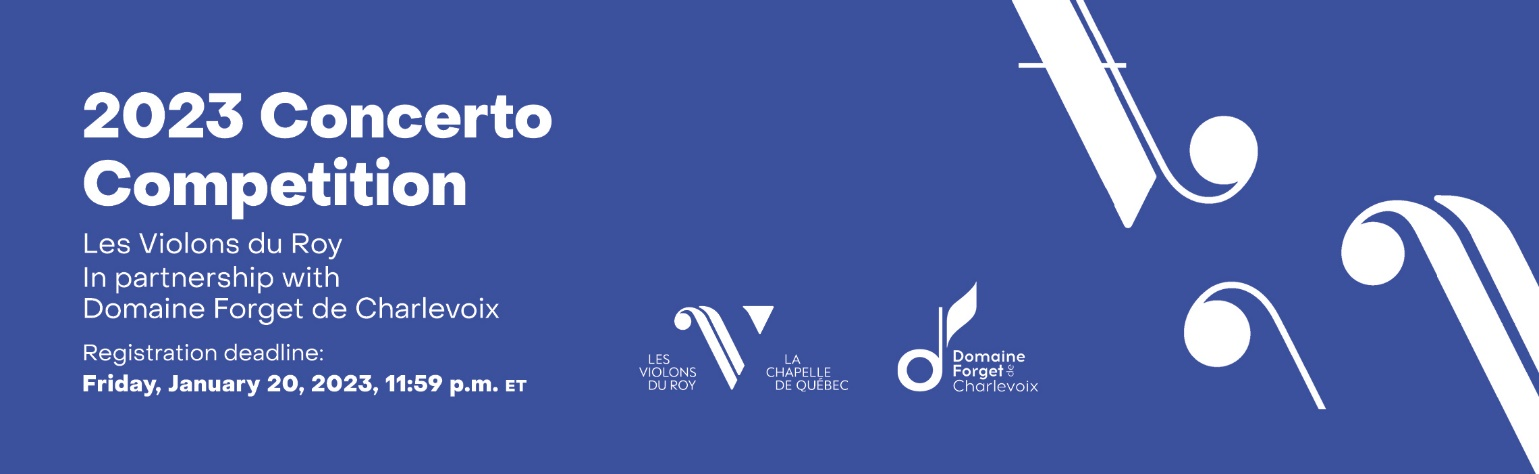 2023 Concerto
Competition
Les Violons du Roy
In partnership with
Domaine Forget de Charlevoix
Registration deadline:
Friday, January 20, 2023, 11:59 p.m. ET
LES
VIOLONS
DU ROY
LA
CHAPELLE
DE QUÉBEC
Domaine
Forget de
Charlevoix